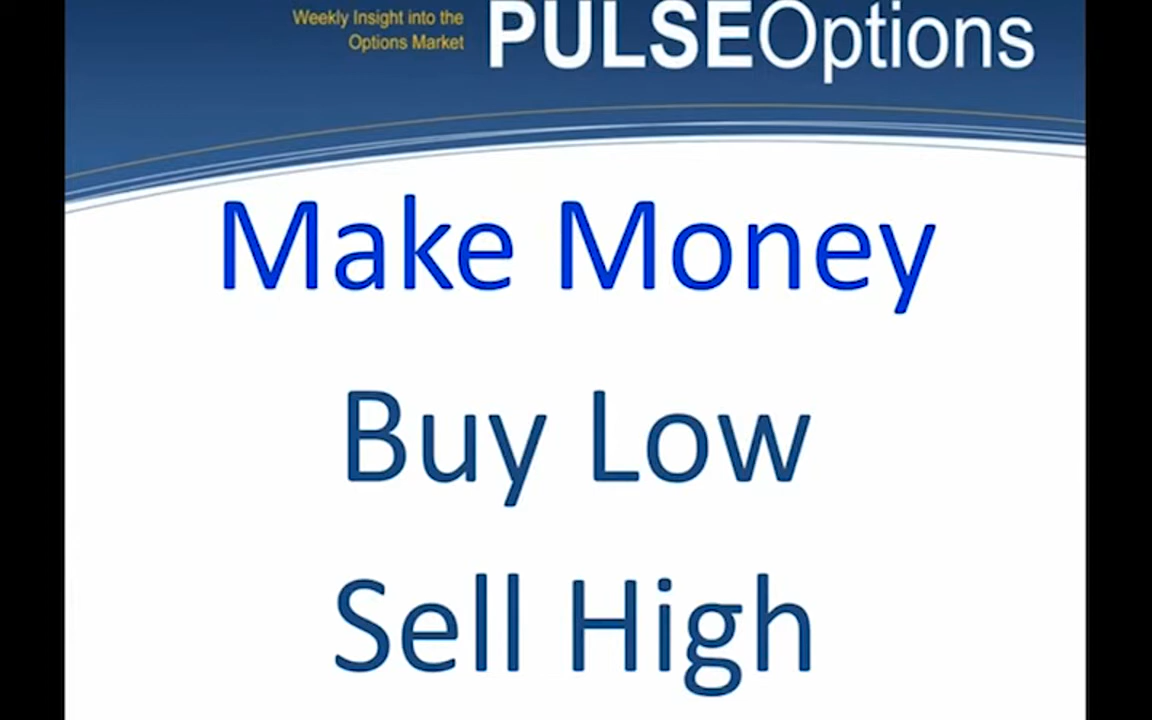 Weekly Insight into the
Options Market
PULSEOptions
Make Money
Buy Low
Sell High